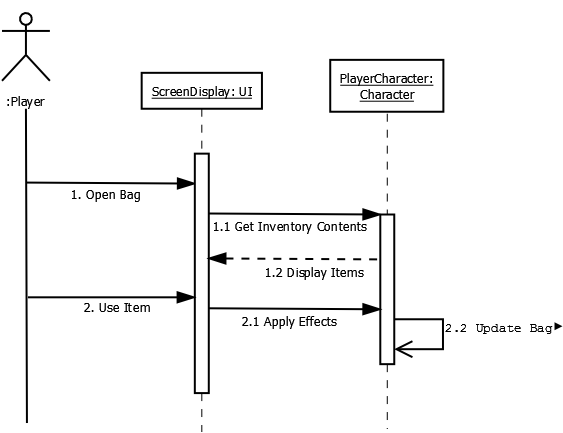 :Player
ScreenDisplay: UI
PlayerCharacter:
Character
1. Open Bag
1.1 Get Inventory Contents
1.2 Display Items
2. Use Item
2.1 Apply Effects
2.2 Update Bag